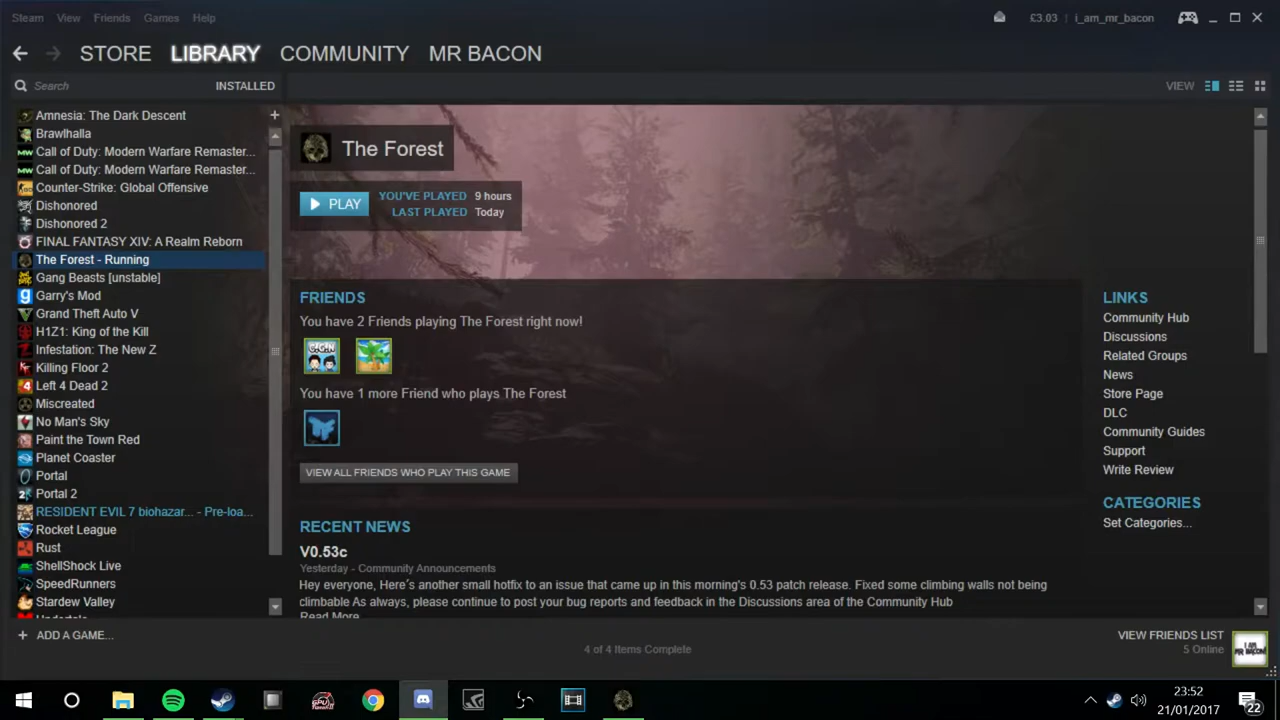 Steam View Friends Games Help £3.03 i_am_mr_bacon
STORE LIBRARY COMMUNITY MR BACON
Search INSTALLED VIEW
Amnesia: The Dark Descent
Brawlhalla
Call of Duty: Modern Warfare Remaster...
Call of Duty: Modern Warfare Remaster...
Counter-Strike: Global Offensive
Dishonored
Dishonored 2
FINAL FANTASY XIV: A Realm Reborn
The Forest - Running
Gang Beasts [unstable]
Garry's Mod
Grand Theft Auto V
H1Z1: King of the Kill
Infestation: The New Z
Killing Floor 2
Left 4 Dead 2
Miscreated
No Man's Sky
Paint the Town Red
Planet Coaster
Portal
Portal 2
RESIDENT EVIL 7 biohazar... - Pre-loa...
Rocket League
Rust
ShellShock Live
SpeedRunners
Stardew Valley
ADD A GAME...
The Forest
PLAY
YOU'VE PLAYED 9 hours
LAST PLAYED Today
FRIENDS
You have 2 Friends playing The Forest right now!
You have 1 more Friend who plays The Forest
VIEW ALL FRIENDS WHO PLAY THIS GAME
RECENT NEWS
V0.53c
Yesterday - Community Announcements
Hey everyone, Here´s another small hotfix to an issue that came up in this morning's 0.53 patch release. Fixed some climbing walls not being
climbable As always, please continue to post your bug reports and feedback in the Discussions area of the Community Hub
Read More
LINKS
Community Hub
Discussions
Related Groups
News
Store Page
DLC
Community Guides
Support
Write Review
CATEGORIES
Set Categories...
4 of 4 Items Complete
VIEW FRIENDS LIST
5 Online
I AM
MR BACON
23:52
21/01/2017
22